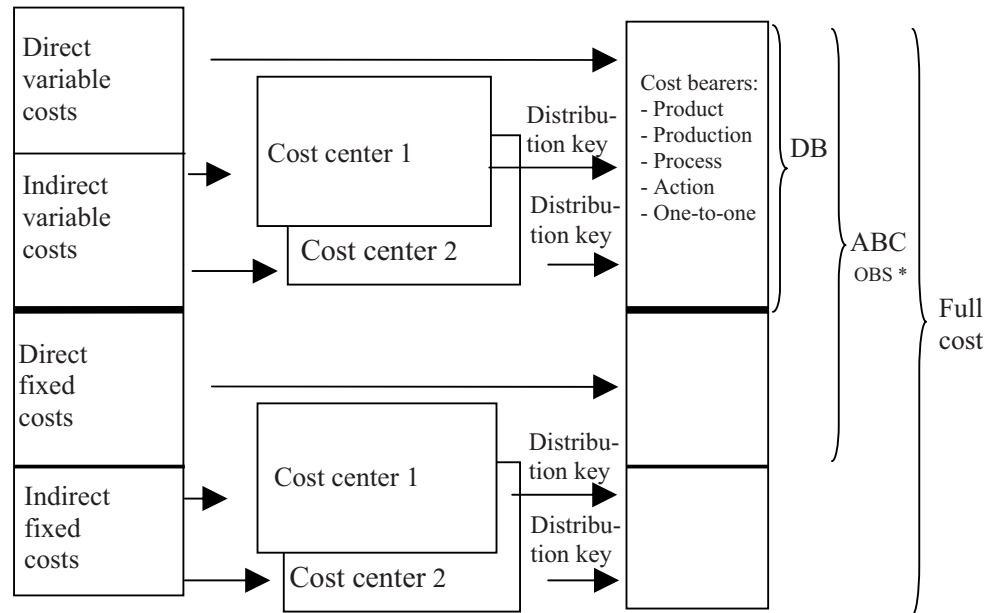 Direct
variable
costs
Indirect
variable
costs
Direct
fixed
costs
Indirect
fixed
costs
Cost center 1
Cost center 2
Distribu-
tion key
Distribu-
tion key
Cost center 1
Cost center 2
Distribu-
tion key
Distribu-
tion key
Cost bearers:
- Product
- Production
- Process
- Action
- One-to-one
DB
ABC
OBS *
Full
cost